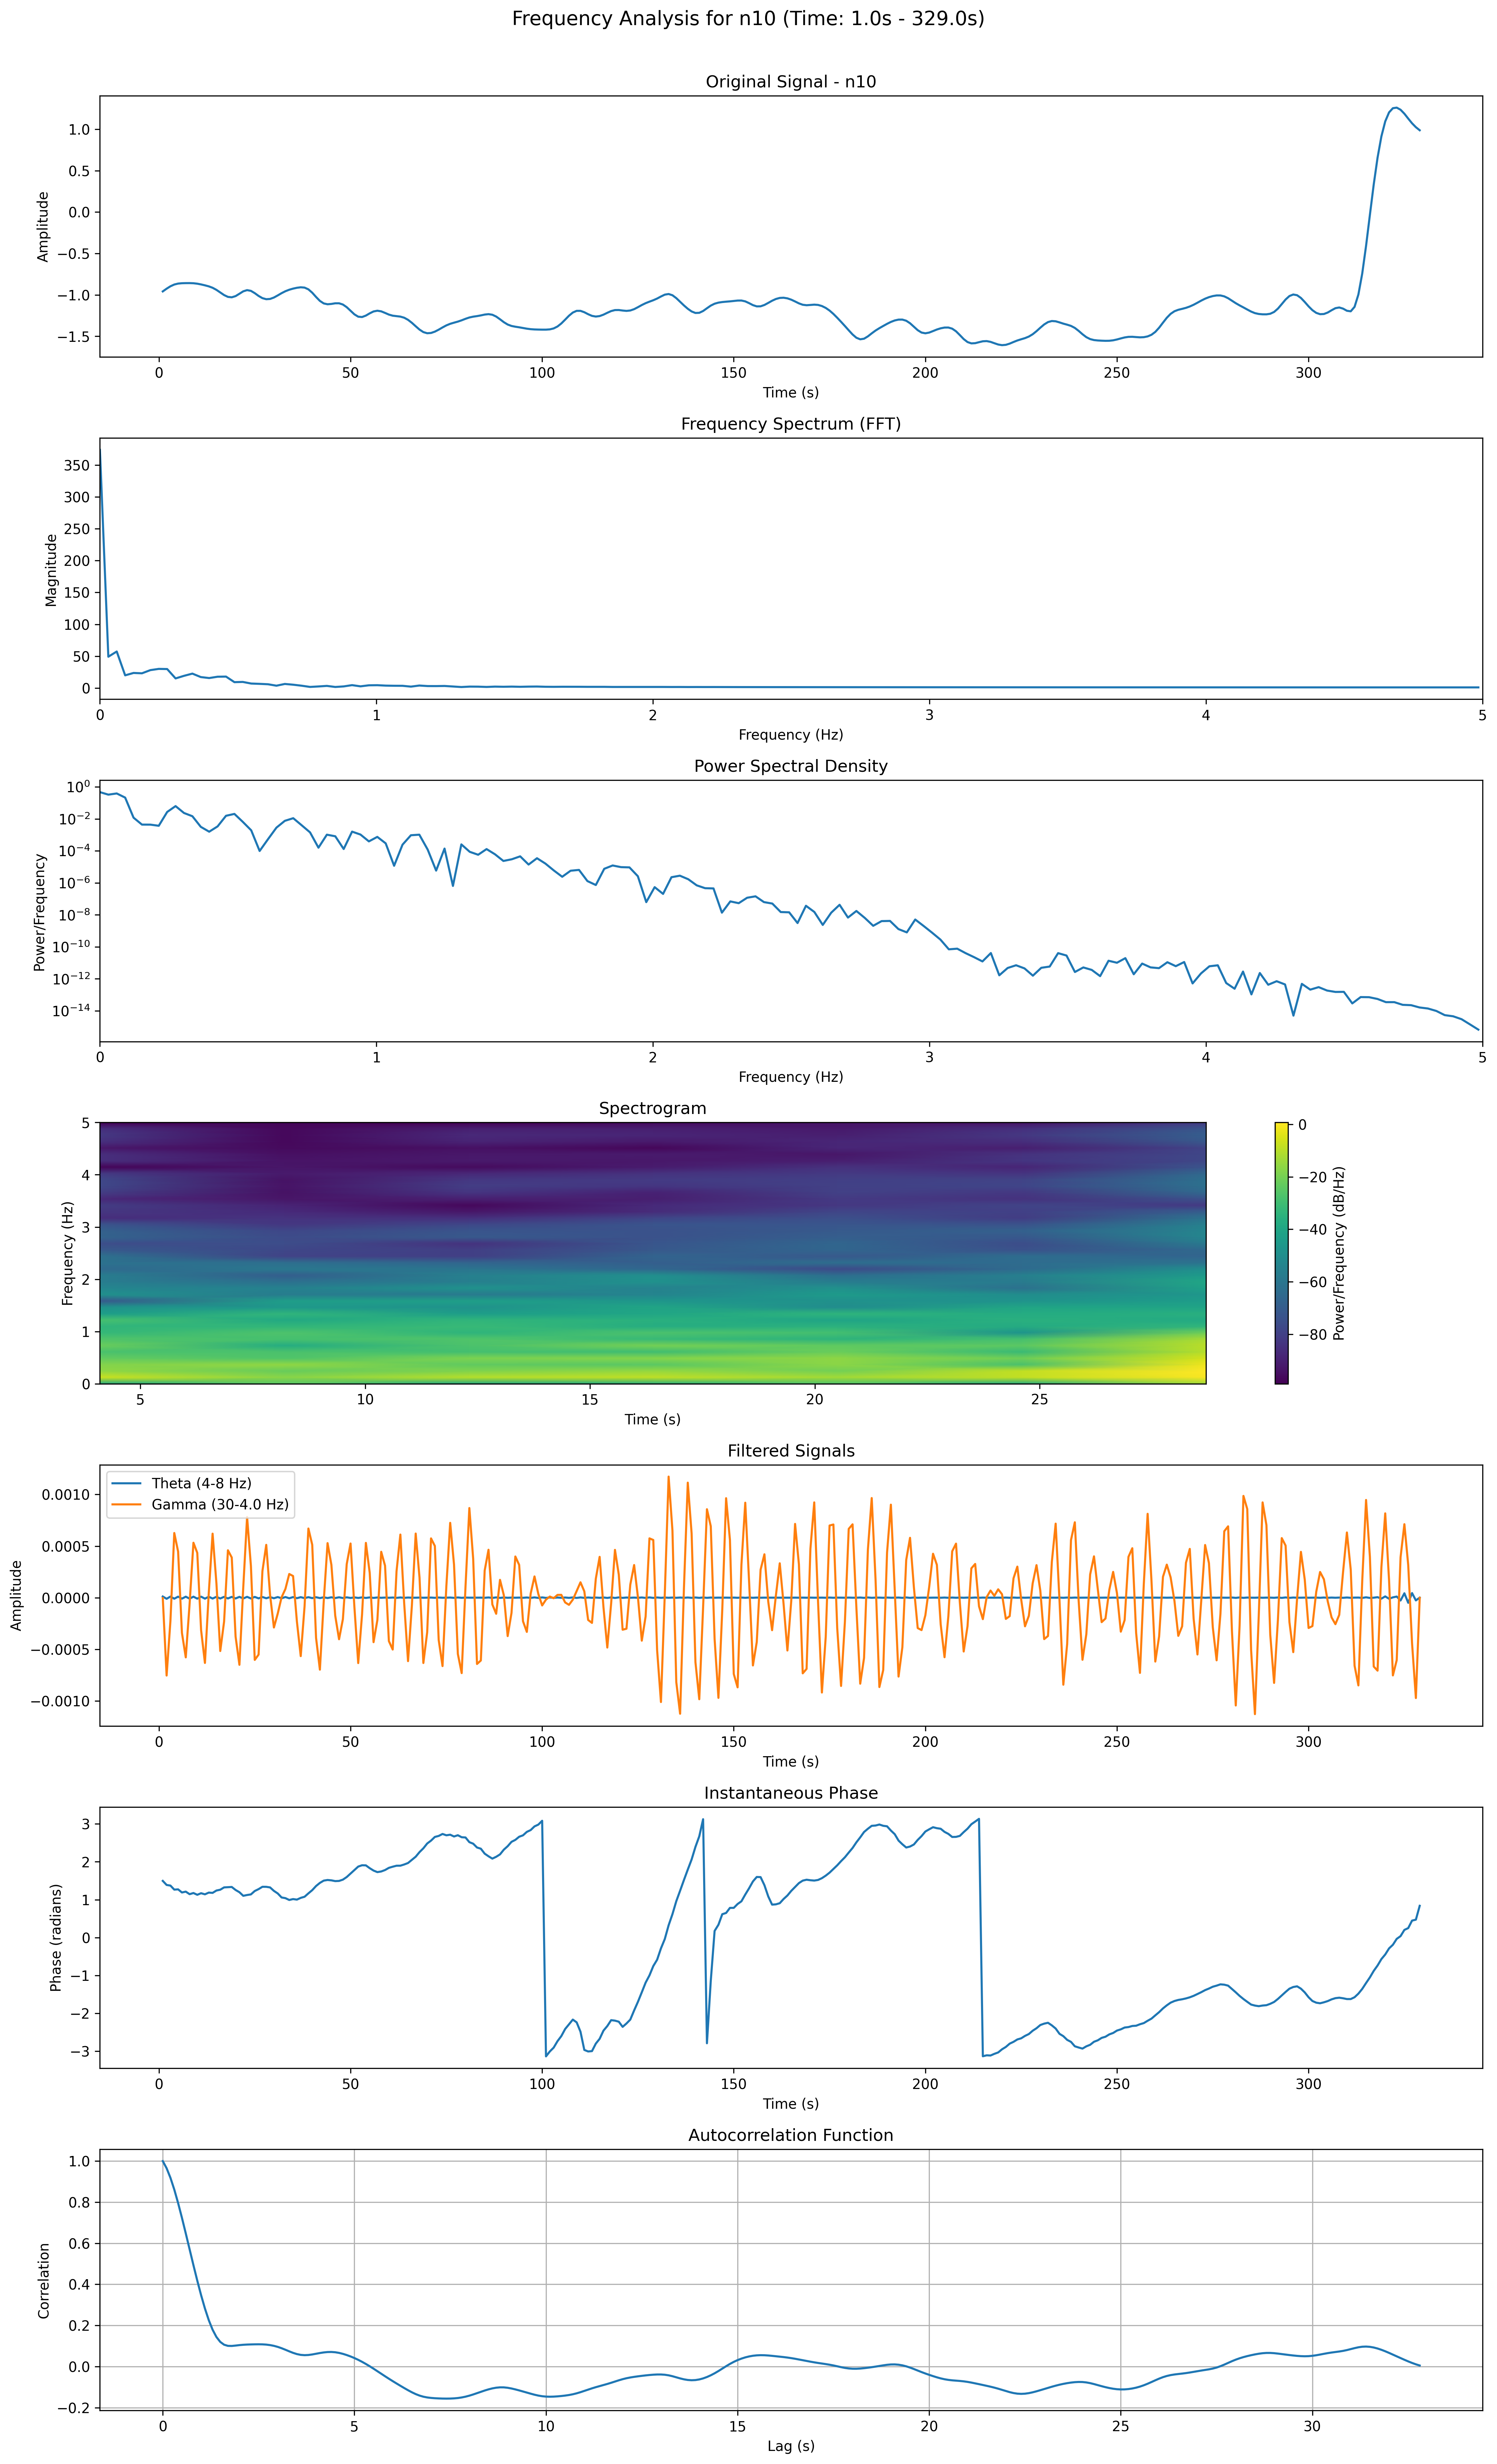 Frequency Analysis for n10 (Time: 1.0s - 329.0s)
Original Signal - n10
1.0
0.5
0.0
−0.5
−1.0
−1.5
Amplitude
0 50 100 150 200 250 300
Time (s)
Frequency Spectrum (FFT)
350
300
250
200
150
100
50
0
Magnitude
0 1 2 3 4 5
Frequency (Hz)
Power Spectral Density
10⁰
10⁻²
10⁻⁴
10⁻⁶
10⁻⁸
10⁻¹⁰
10⁻¹²
10⁻¹⁴
Power/Frequency
0 1 2 3 4 5
Frequency (Hz)
Spectrogram
5
4
3
2
1
0
Frequency (Hz)
5 10 15 20 25
Time (s)
0
−20
−40
−60
−80
Power/Frequency (dB/Hz)
Filtered Signals
Theta (4-8 Hz)
Gamma (30-4.0 Hz)
0.0010
0.0005
0.0000
−0.0005
−0.0010
Amplitude
0 50 100 150 200 250 300
Time (s)
Instantaneous Phase
3
2
1
0
−1
−2
−3
Phase (radians)
0 50 100 150 200 250 300
Time (s)
Autocorrelation Function
1.0
0.8
0.6
0.4
0.2
0.0
−0.2
Correlation
0 5 10 15 20 25 30
Lag (s)